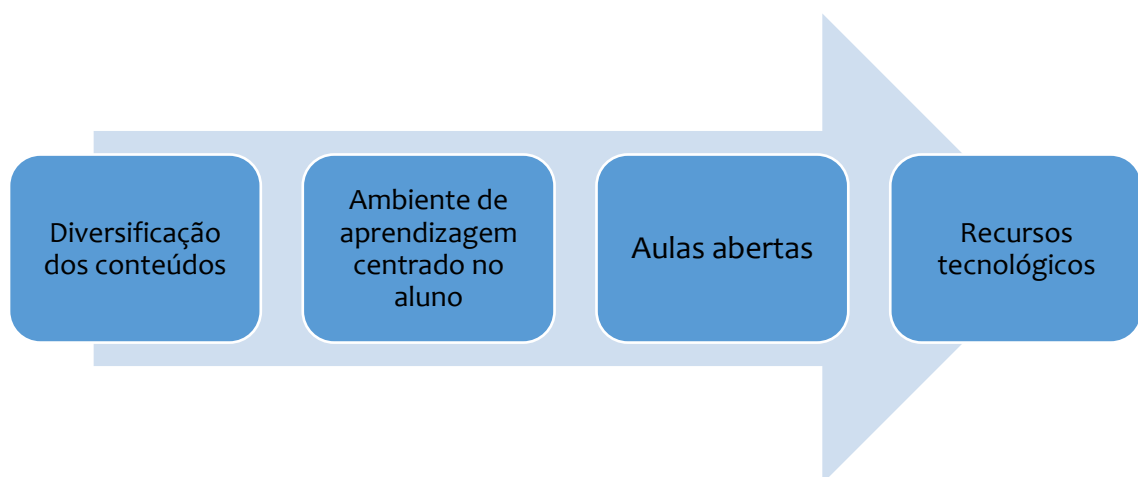 Diversificação
dos conteúdos
Ambiente de
aprendizagem
centrado no
aluno
Aulas abertas
Recursos
tecnológicos